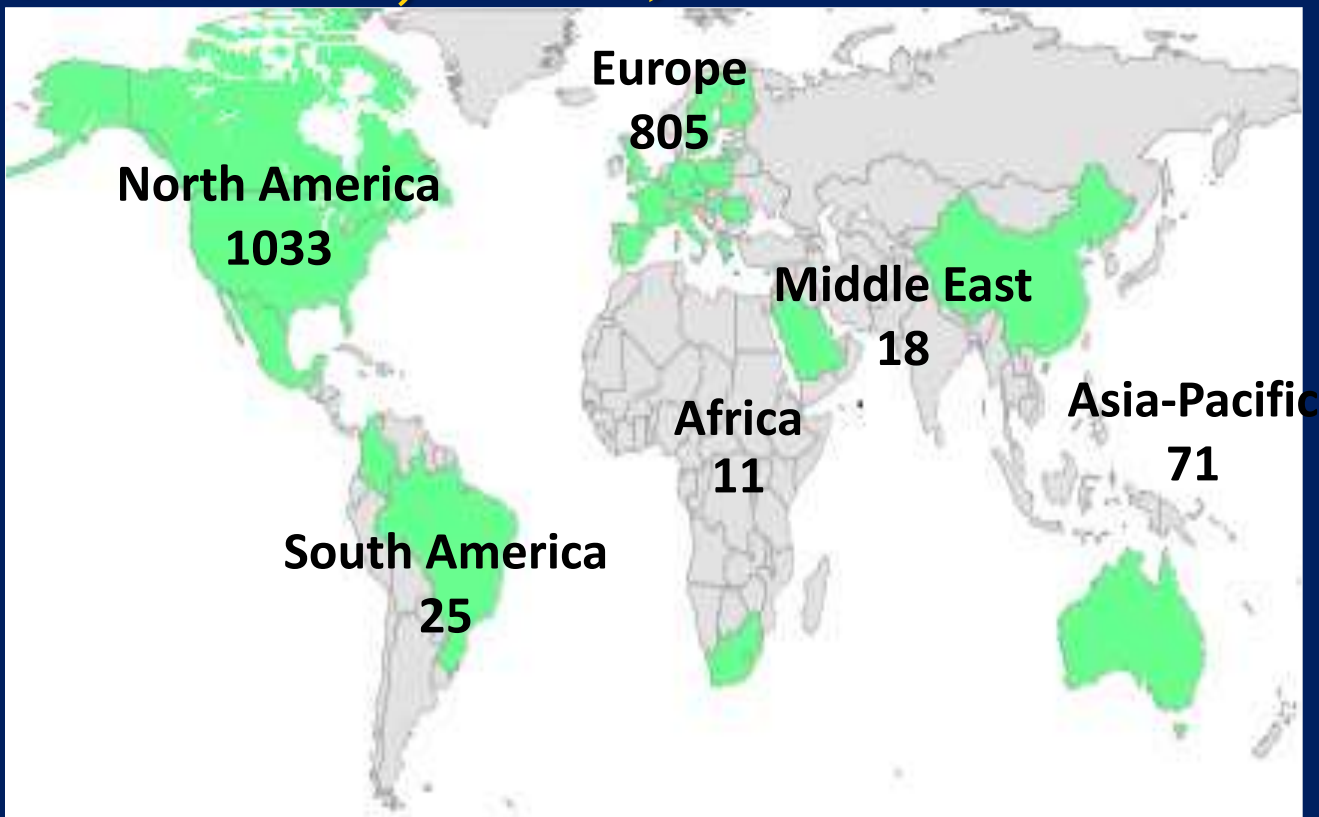 Europe
805
North America
1033
Middle East
18
Asia-Pacific
71
Africa
11
South America
25